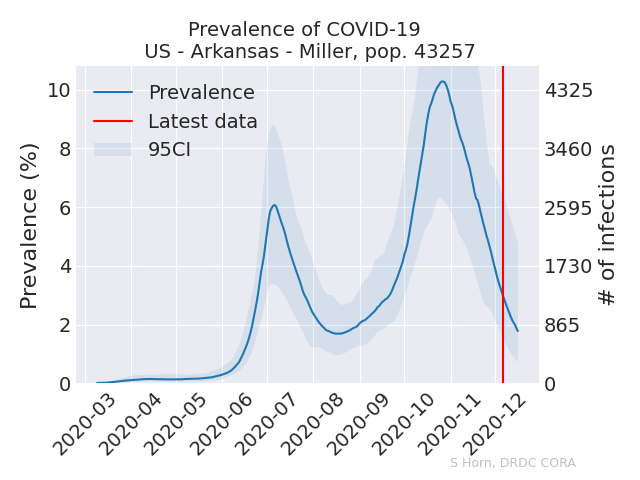 Prevalence of COVID-19
US - Arkansas - Miller, pop. 43257
Prevalence
Latest data
95CI
Prevalence (%)
10
8
6
4
2
0
4325
3460
2595
1730
865
0
# of infections
2020-03
2020-04
2020-05
2020-06
2020-07
2020-08
2020-09
2020-10
2020-11
2020-12
S Horn, DRDC CORA